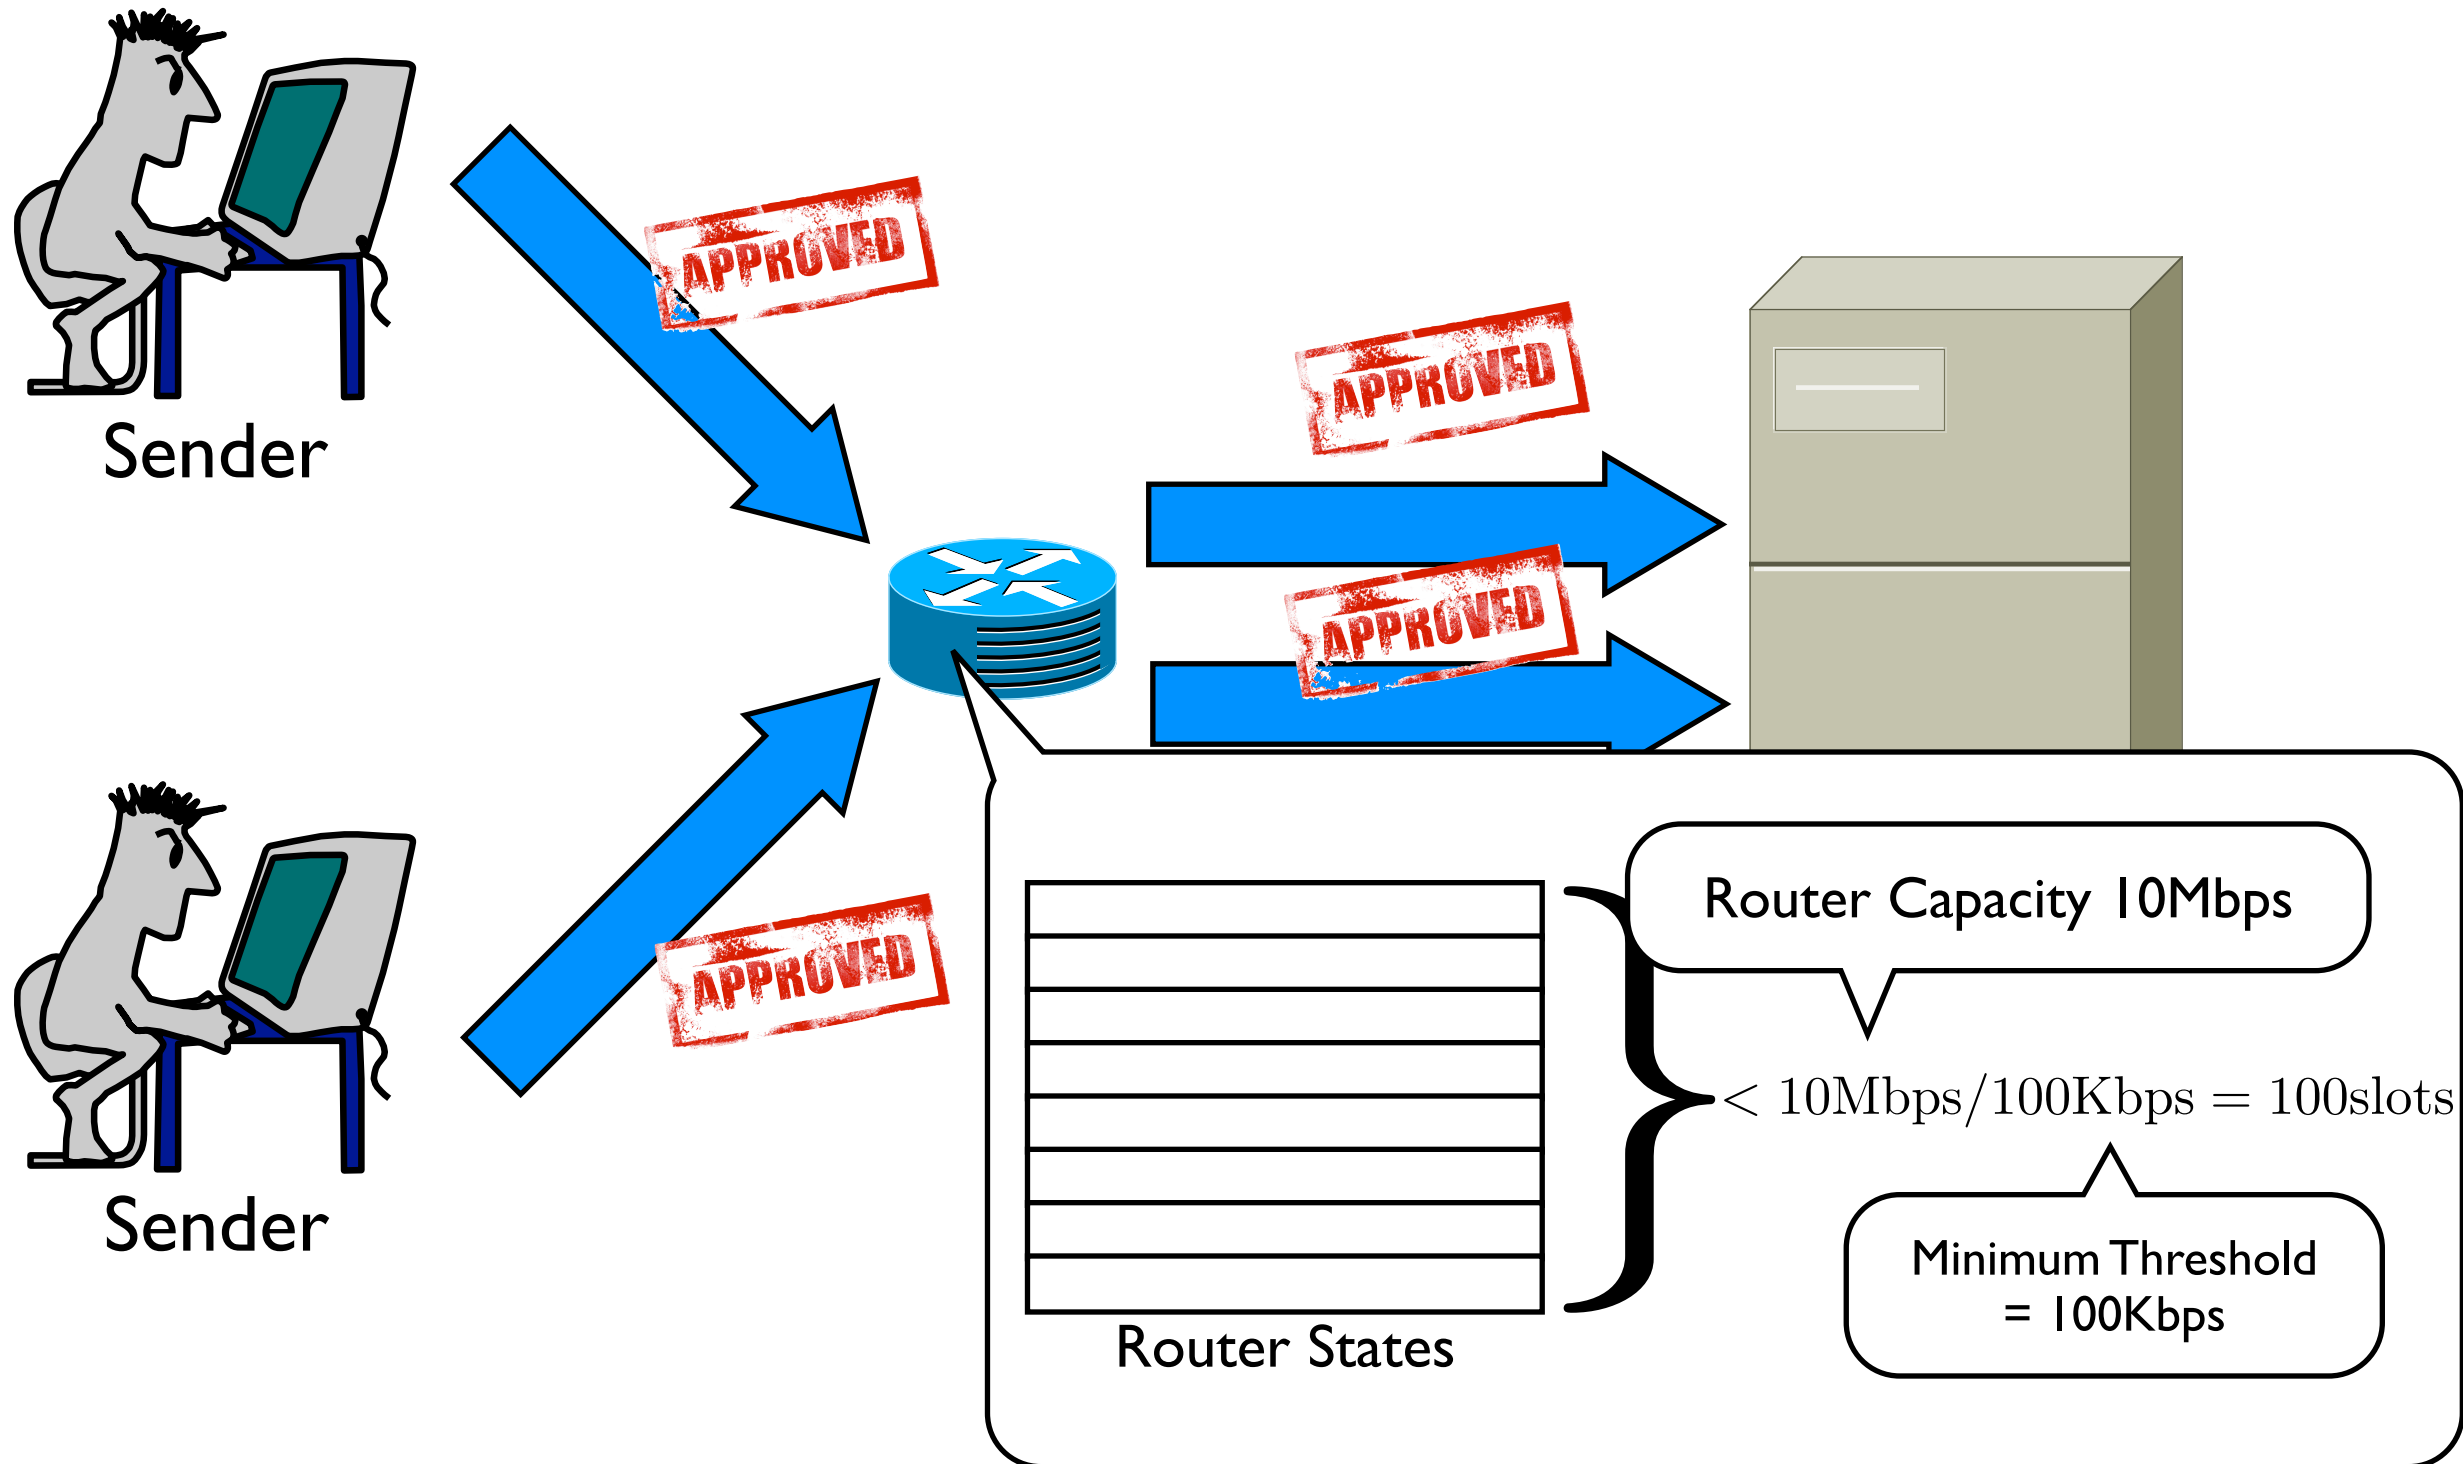 APPROVED
APPROVED
Sender
APPROVED
Router Capacity 10Mbps
APPROVED
< 10Mbps/100Kbps = 100slots
Sender
Minimum Threshold
= 100Kbps
Router States